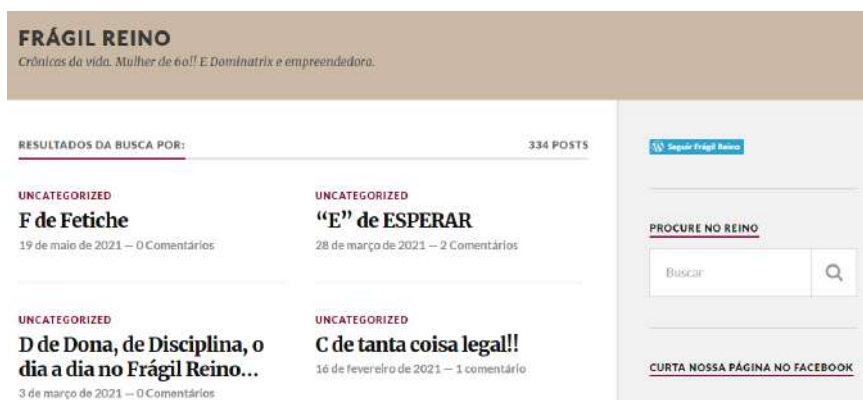 FRÁGIL REINO
Crônicas da vida. Mulher de 60!! E Dominatrix e empreendedora.
RESULTADOS DA BUSCA POR:
334 POSTS
UNCATEGORIZED
F de Fetiche
19 de maio de 2021 — 0 Comentários
UNCATEGORIZED
“E” de ESPERAR
28 de março de 2021 — 2 Comentários
UNCATEGORIZED
D de Dona, de Disciplina, o
dia a dia no Frágil Reino…
3 de março de 2021 — 0 Comentários
UNCATEGORIZED
C de tanta coisa legal!!
16 de fevereiro de 2021 — 1 comentário
Seguir Frágil Reino
PROCURE NO REINO
Buscar
CURTA NOSSA PÁGINA NO FACEBOOK